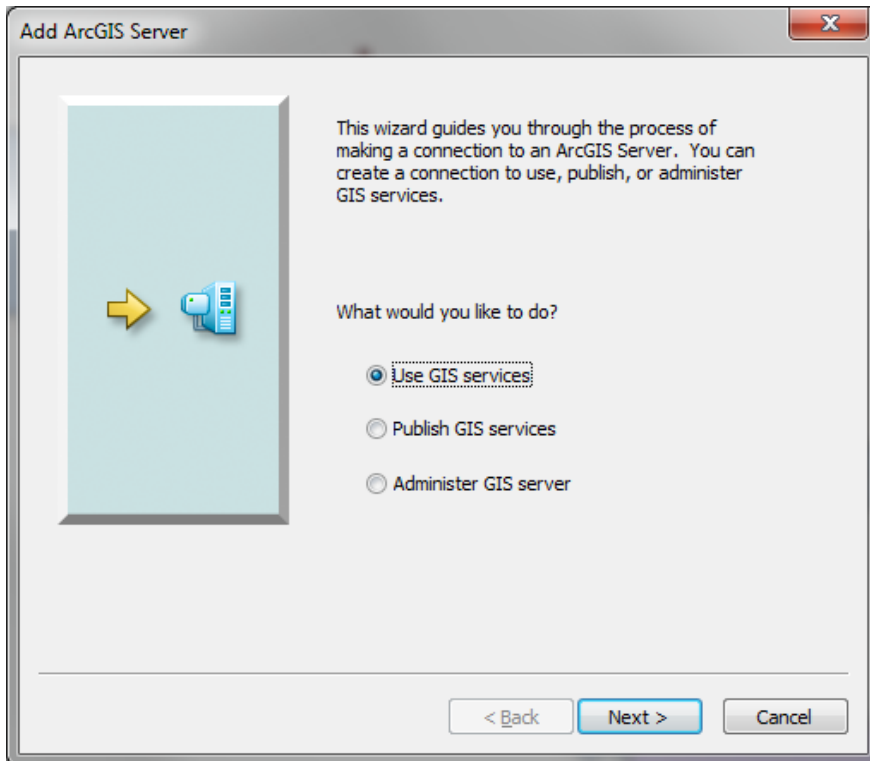 Add ArcGIS Server
This wizard guides you through the process of
making a connection to an ArcGIS Server.  You can
create a connection to use, publish, or administer
GIS services.
What would you like to do?
Use GIS services
Publish GIS services
Administer GIS server
< Back
Next >
Cancel